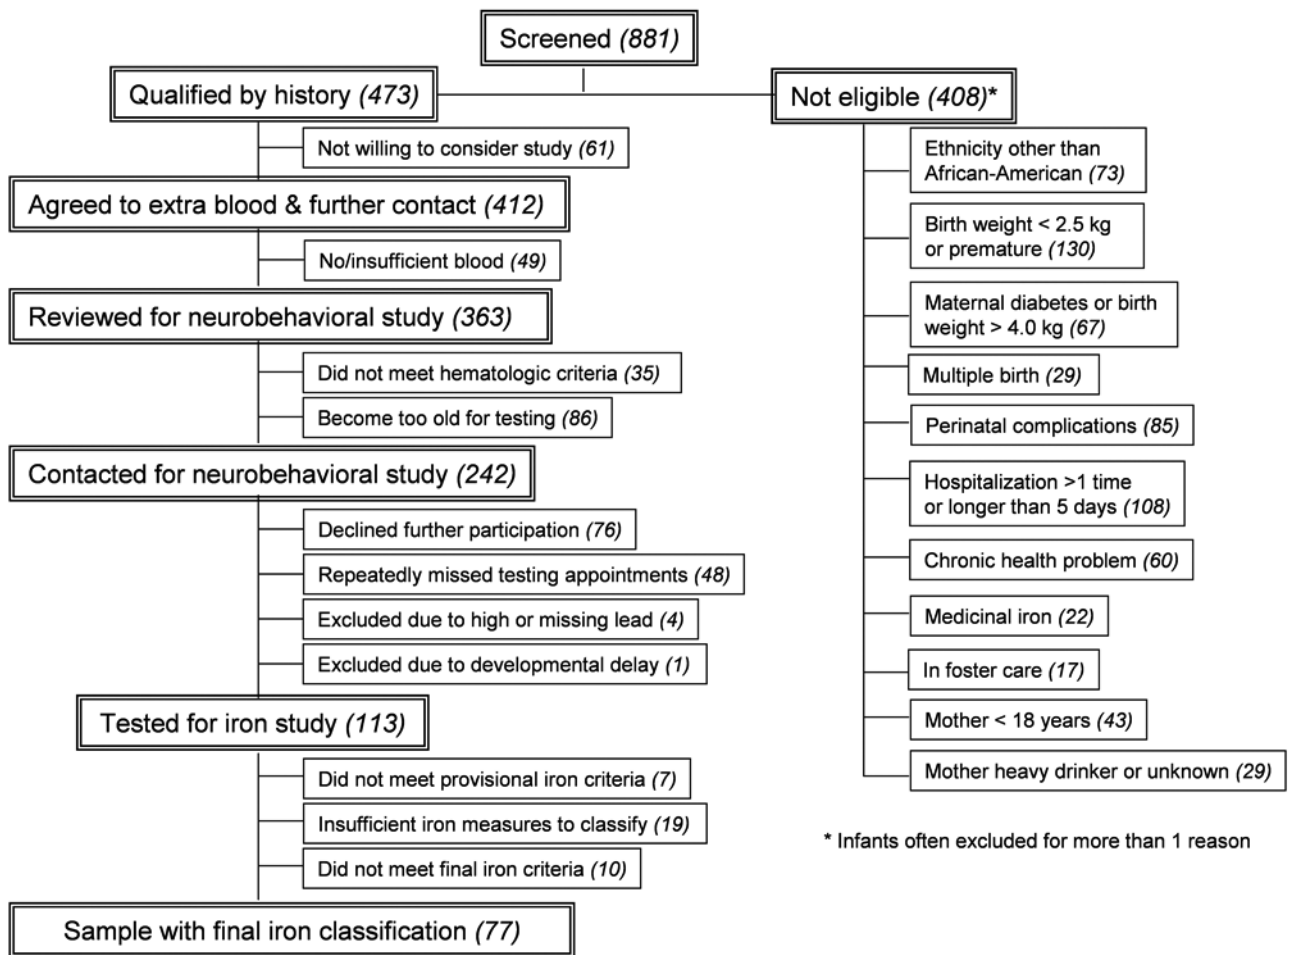 Screened (881)
Qualified by history (473)
Not willing to consider study (61)
Agreed to extra blood & further contact (412)
No/insufficient blood (49)
Reviewed for neurobehavioral study (363)
Did not meet hematologic criteria (35)
Become too old for testing (86)
Contacted for neurobehavioral study (242)
Declined further participation (76)
Repeatedly missed testing appointments (48)
Excluded due to high or missing lead (4)
Excluded due to developmental delay (1)
Tested for iron study (113)
Did not meet provisional iron criteria (7)
Insufficient iron measures to classify (19)
Did not meet final iron criteria (10)
Sample with final iron classification (77)
Not eligible (408)*
Ethnicity other than
African-American (73)
Birth weight < 2.5 kg
or premature (130)
Maternal diabetes or birth
weight > 4.0 kg (67)
Multiple birth (29)
Perinatal complications (85)
Hospitalization >1 time
or longer than 5 days (108)
Chronic health problem (60)
Medicinal iron (22)
In foster care (17)
Mother < 18 years (43)
Mother heavy drinker or unknown (29)
* Infants often excluded for more than 1 reason